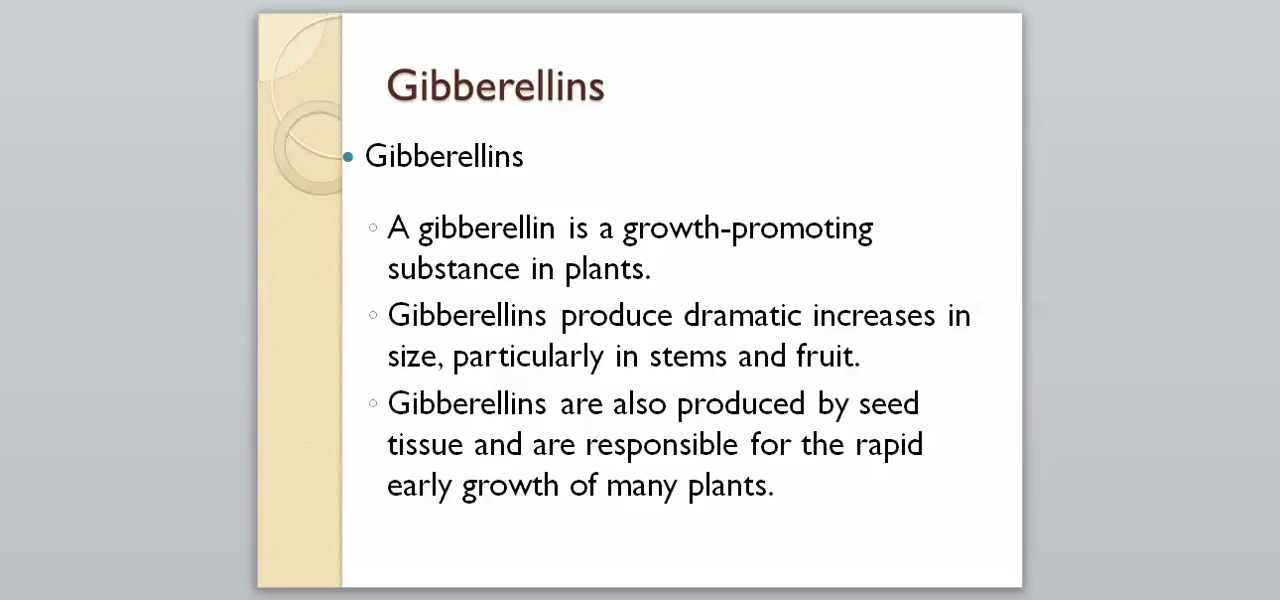 Gibberellins
• Gibberellins
◦ A gibberellin is a growth-promoting
substance in plants.
◦ Gibberellins produce dramatic increases in
size, particularly in stems and fruit.
◦ Gibberellins are also produced by seed
tissue and are responsible for the rapid
early growth of many plants.